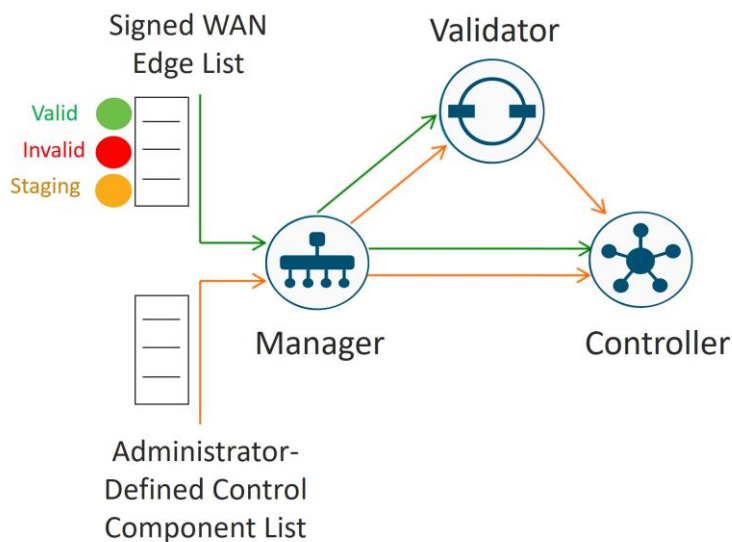 Signed WAN
Edge List
Validator
Valid
Invalid
Staging
Manager
Controller
Administrator-
Defined Control
Component List